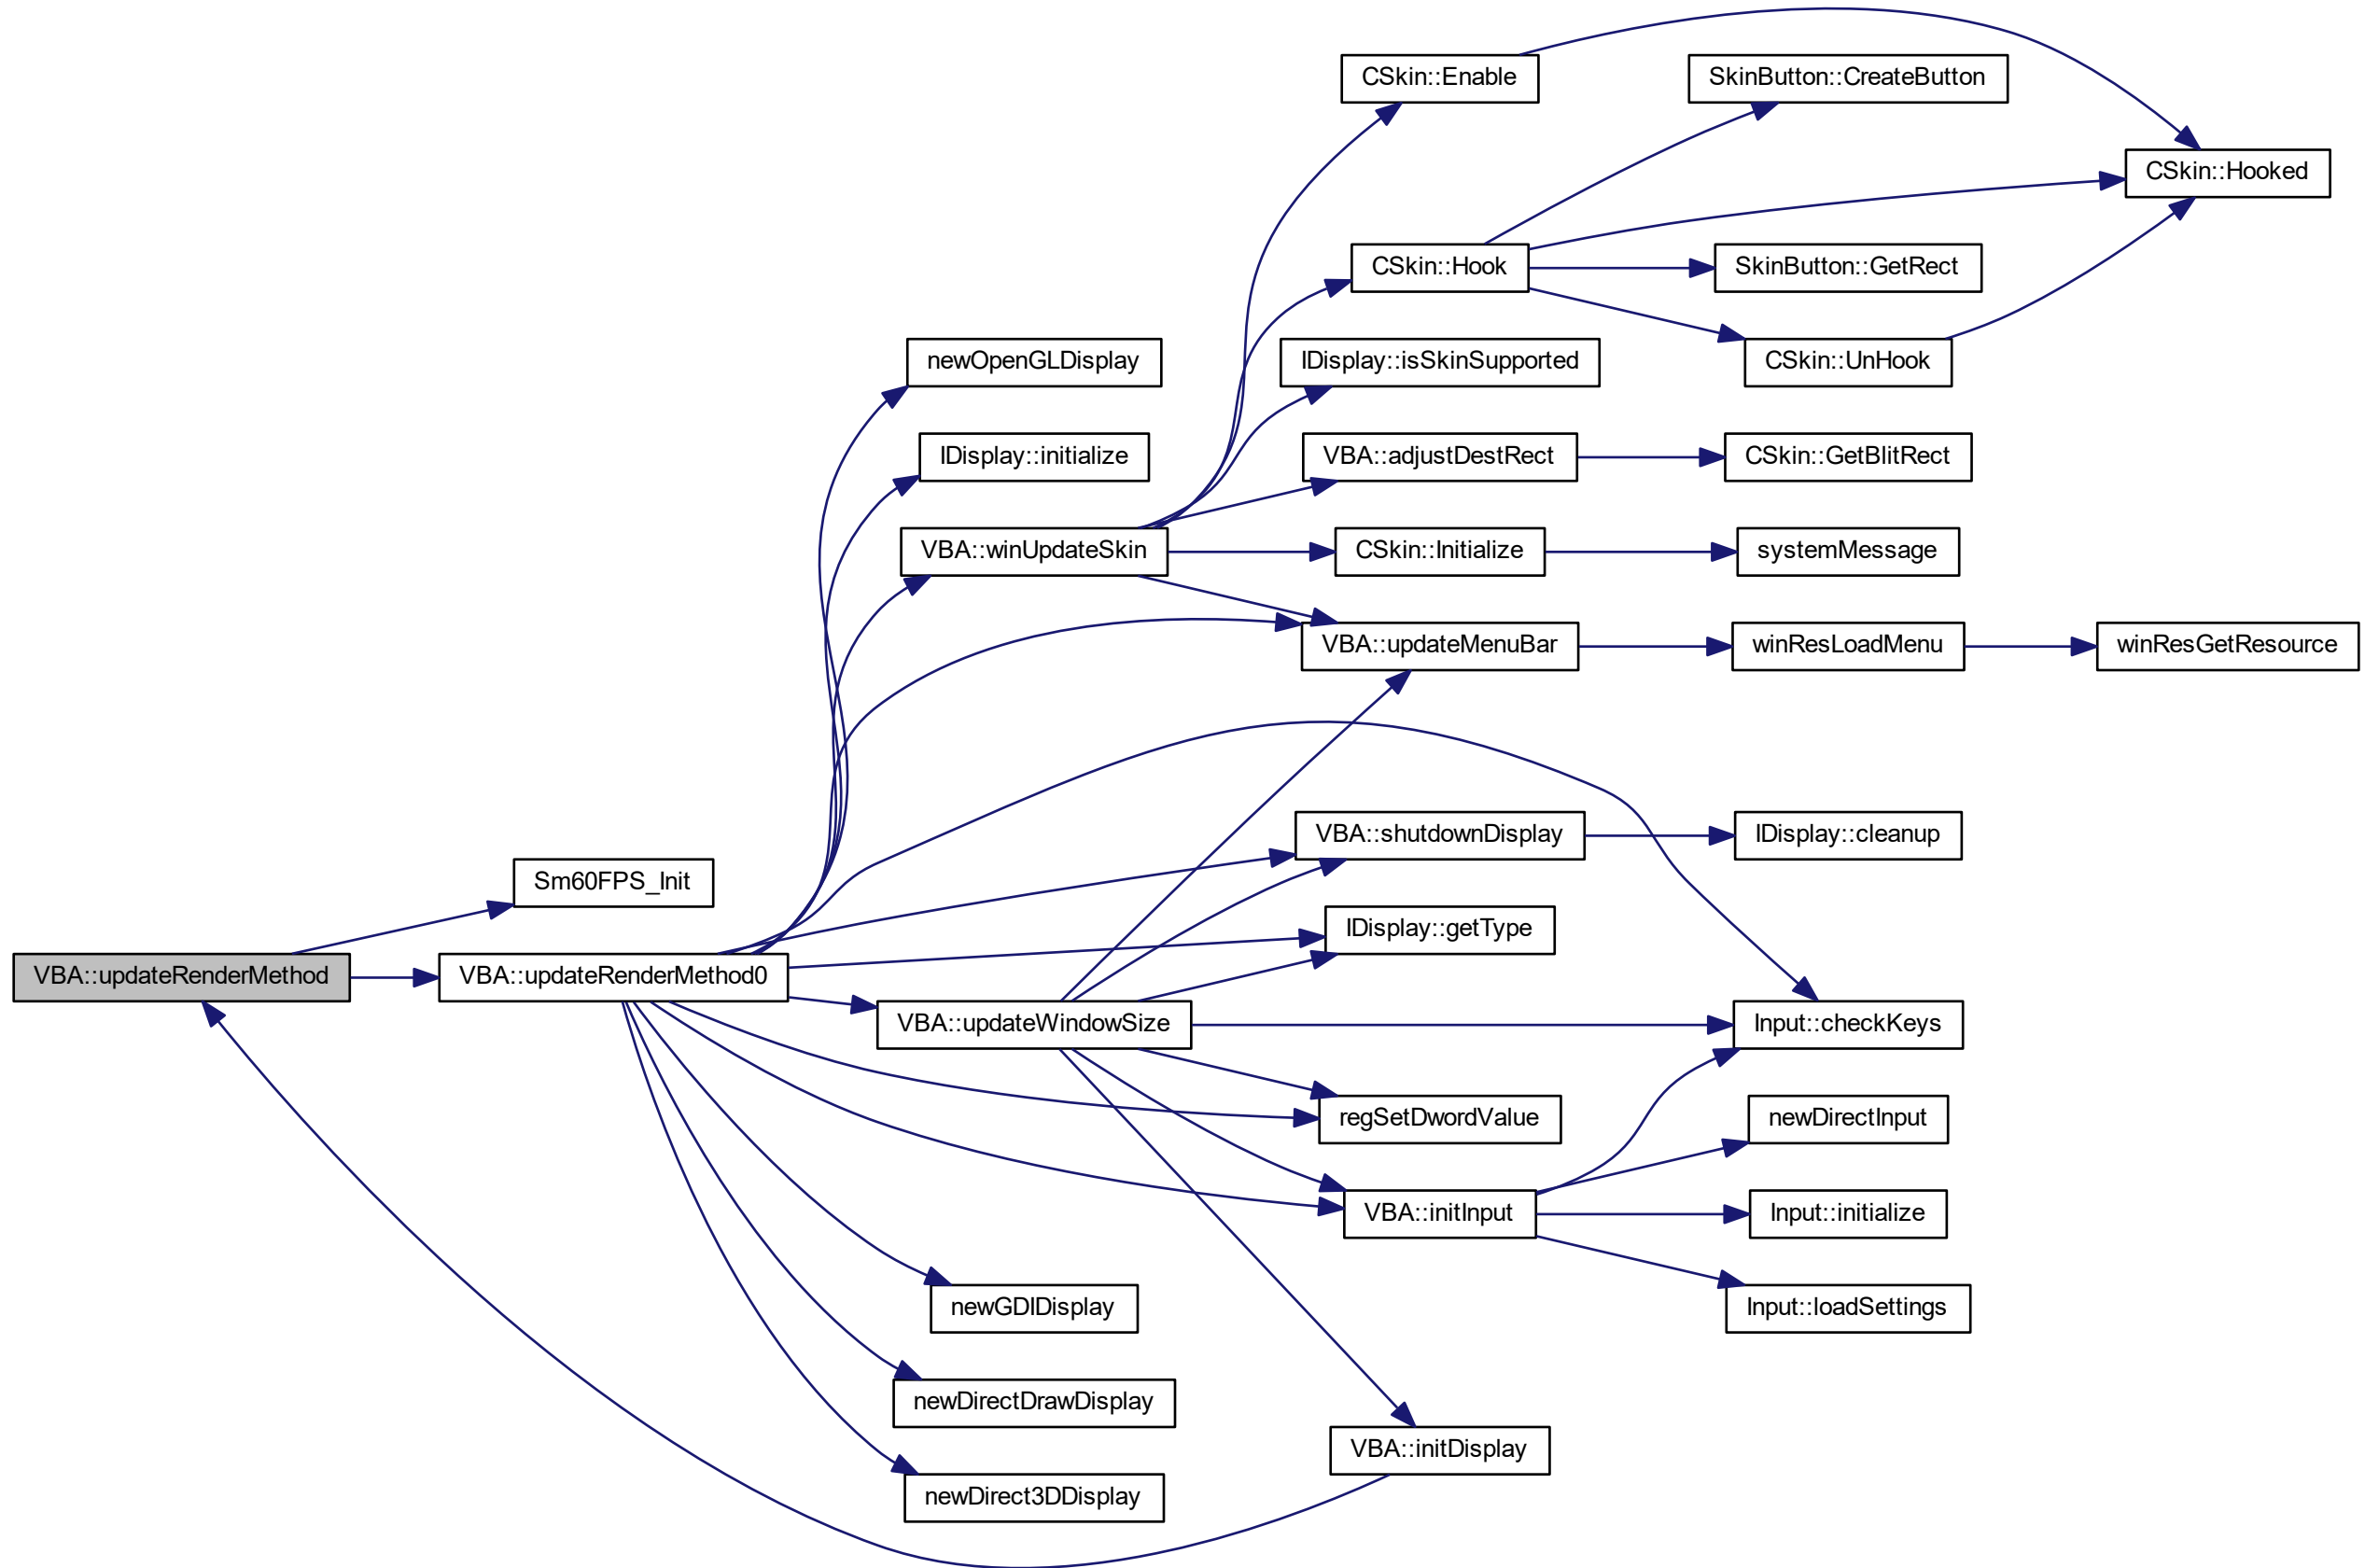 CSkin::Enable
SkinButton::CreateButton
CSkin::Hooked
CSkin::Hook
SkinButton::GetRect
newOpenGLDisplay
IDisplay::isSkinSupported
CSkin::UnHook
IDisplay::initialize
VBA::adjustDestRect
CSkin::GetBlitRect
VBA::winUpdateSkin
CSkin::Initialize
systemMessage
VBA::updateMenuBar
winResLoadMenu
winResGetResource
VBA::shutdownDisplay
IDisplay::cleanup
Sm60FPS_Init
IDisplay::getType
VBA::updateRenderMethod
VBA::updateRenderMethod0
VBA::updateWindowSize
Input::checkKeys
regSetDwordValue
newDirectInput
VBA::initInput
Input::initialize
newGDIDisplay
Input::loadSettings
newDirectDrawDisplay
VBA::initDisplay
newDirect3DDisplay